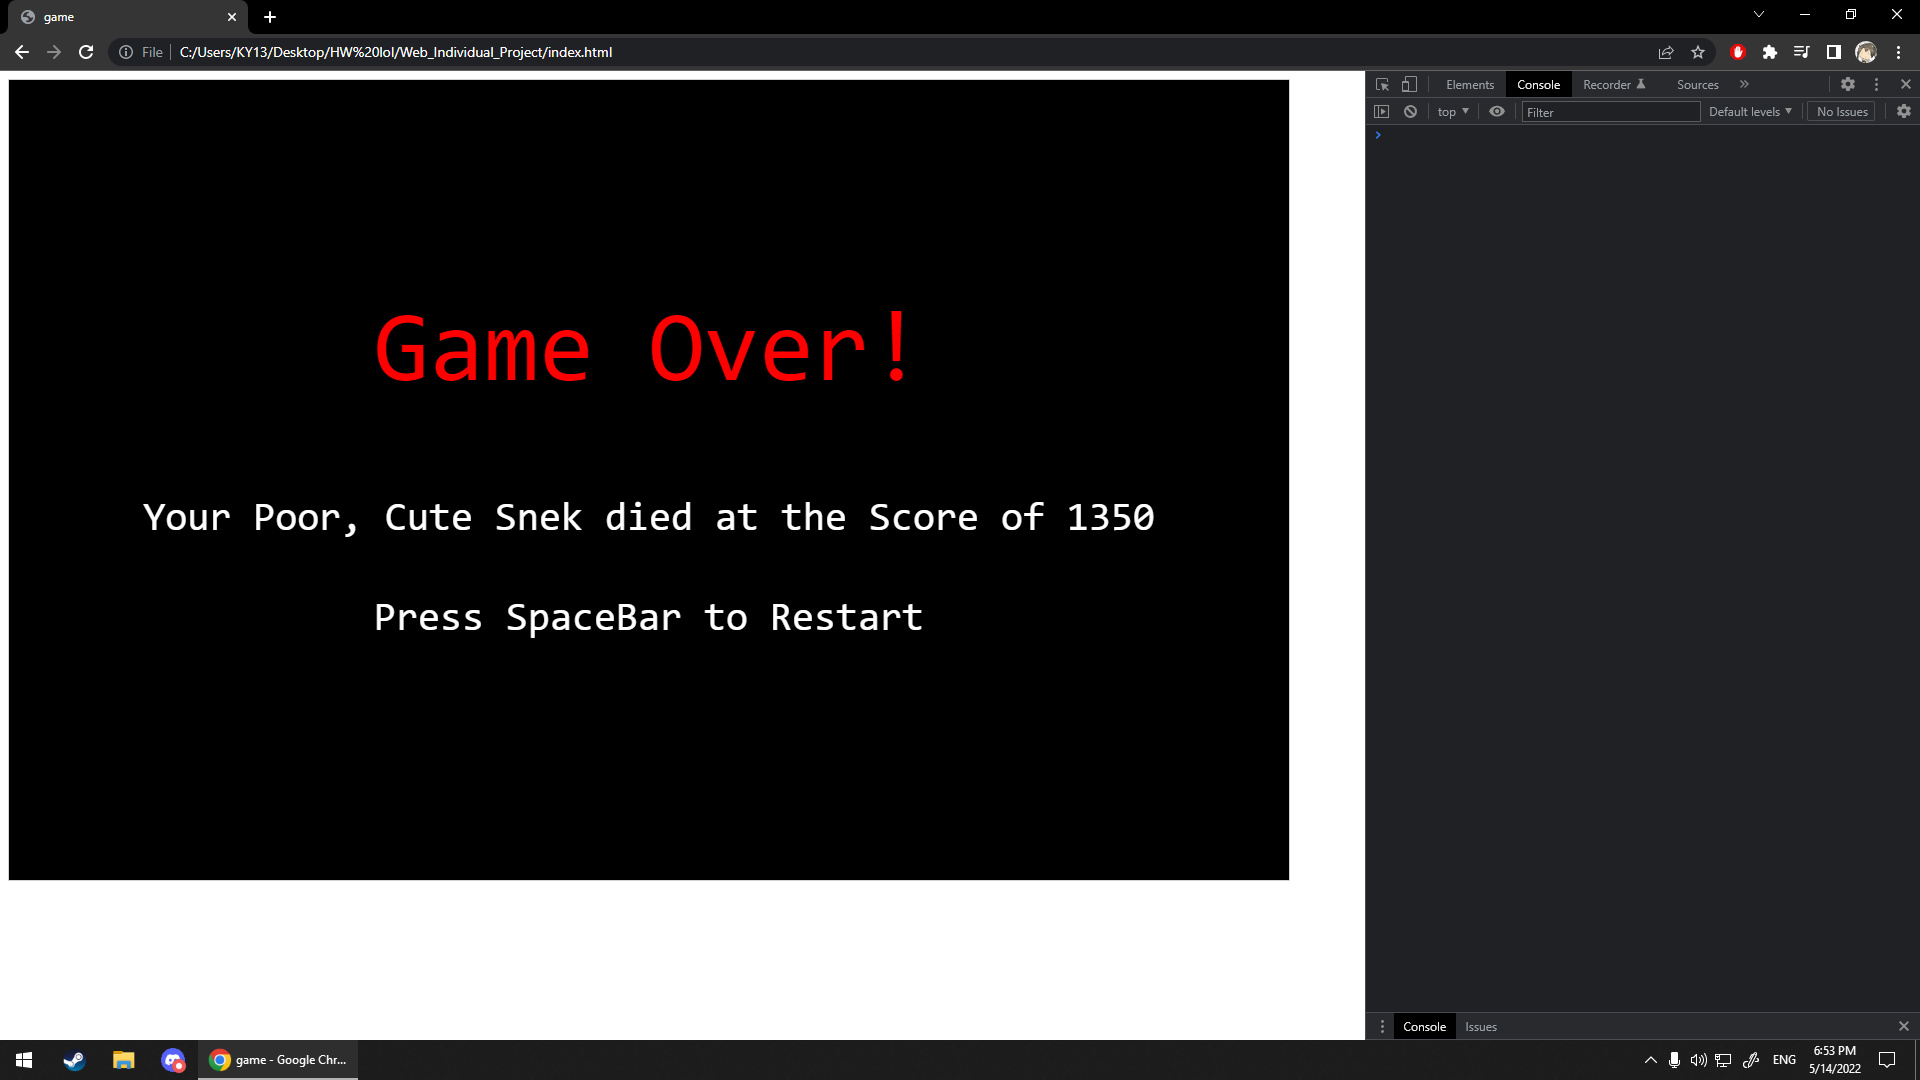 game
File
C:/Users/KY13/Desktop/HW%20lol/Web_Individual_Project/index.html
Elements Console Recorder Sources
top Filter Default levels No Issues
Game Over!
Your Poor, Cute Snek died at the Score of 1350
Press SpaceBar to Restart
Console Issues
game - Google Chr...
ENG
6:53 PM
5/14/2022